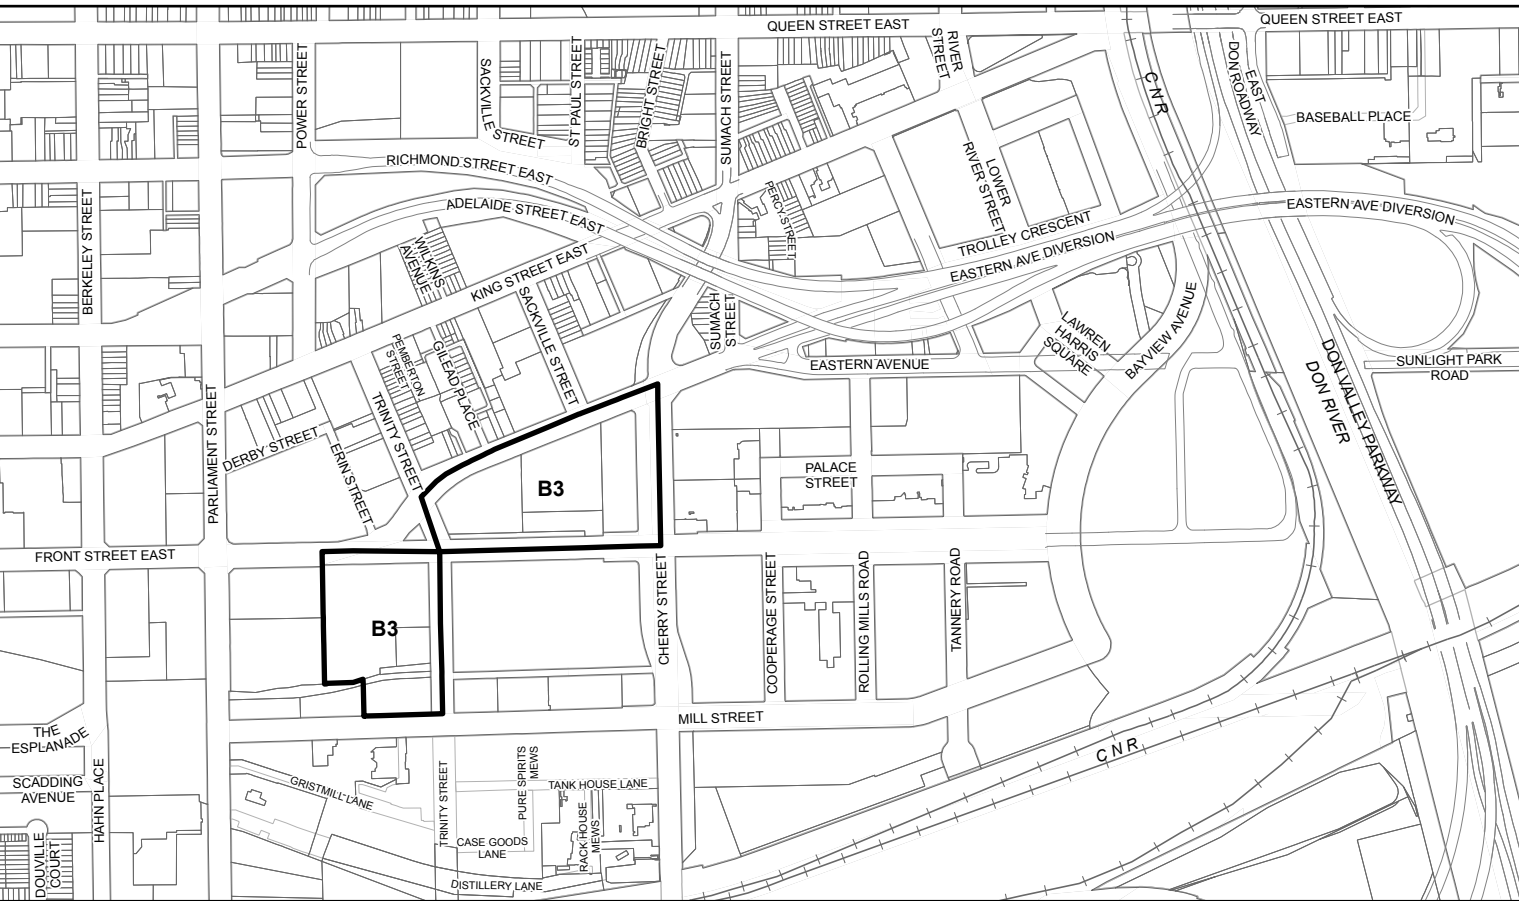 QUEEN STREET EAST
QUEEN STREET EAST
RIVER
STREET
CNR
EAST
DON ROADWAY
EAST
BASEBALL PLACE
POWER STREET
SACKVILLE
STREET
ST PAUL STREET
BRIGHT STREET
SUMACH STREET
RICHMOND STREET EAST
ADELAIDE STREET EAST
PERCY STREET
LOWER
RIVER STREET
TROLLEY CRESCENT
EASTERN AVE DIVERSION
EASTERN AVE DIVERSION
BERKELEY STREET
WILKINS
AVENUE
KING STREET EAST
SACKVILLE STREET
SUMACH
STREET
LAWREN
HARRIS
SQUARE
BAYVIEW AVENUE
EASTERN AVENUE
SUNLIGHT PARK
ROAD
DON VALLEY PARKWAY
DON RIVER
PEMBERTON
STREET
GILEAD PLACE
TRINITY STREET
PARLIAMENT STREET
DERBY STREET
ERIN STREET
B3
PALACE
STREET
FRONT STREET EAST
B3
CHERRY STREET
COOPERAGE STREET
ROLLING MILLS ROAD
TANNERY ROAD
MILL STREET
CNR
THE
ESPLANADE
SCADDING
AVENUE
HAHN PLACE
DOUVILLE
COURT
GRISTMILL LANE
TRINITY STREET
PURE SPIRITS
MEWS
TANK HOUSE LANE
CASE GOODS
LANE
RACK HOUSE
MEWS
DISTILLERY LANE